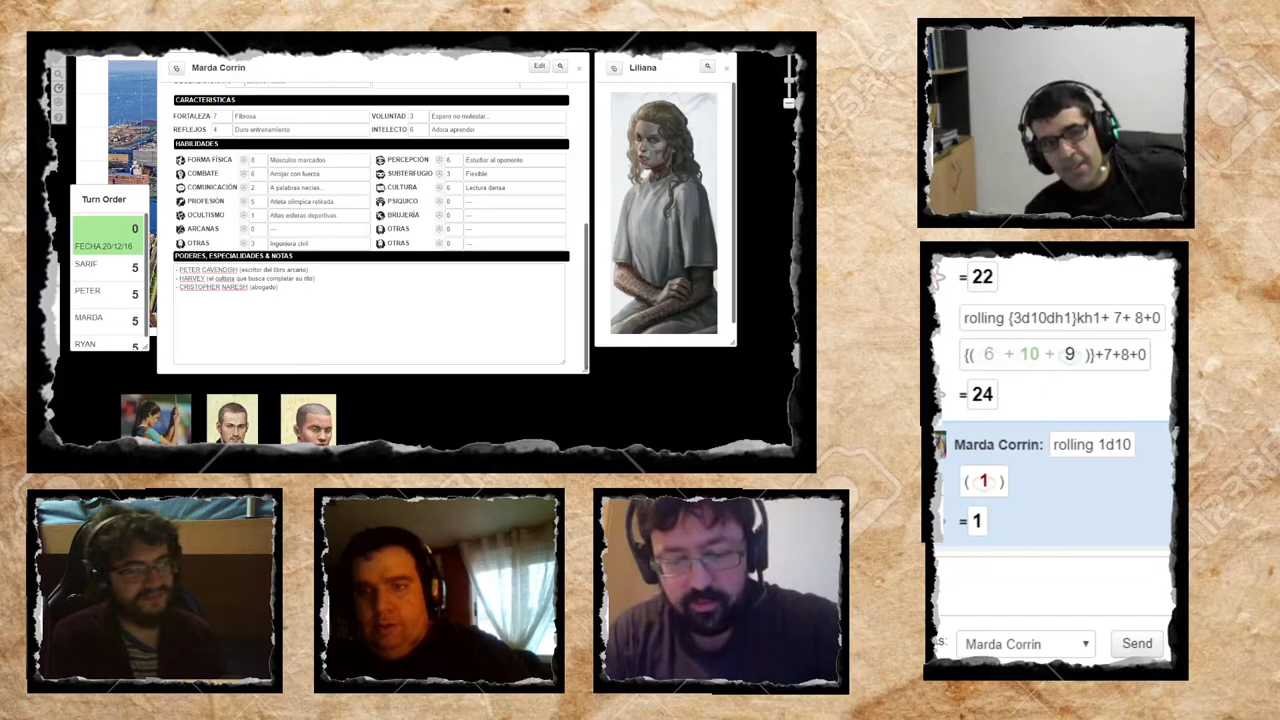 Marda Corrin
Edit
Liliana
CARACTERISTICAS
FORTALEZA 7 Fibrosa VOLUNTAD 3 Espero no molestar...
REFLEJOS 4 Duro entrenamiento INTELECTO 6 Adora aprender
HABILIDADES
FORMA FÍSICA 8 Músculos marcados PERCEPCIÓN 6 Estudiar al oponente
COMBATE 6 Arrojar con fuerza SUBTERFUGIO 3 Flexible
COMUNICACIÓN 2 A palabras necias... CULTURA 6 Lectura densa
PROFESIÓN 5 Atleta olímpica retirada PSIQUICO 0 ---
OCULTISMO 1 Altas esferas deportivas BRUJERÍA 0 ---
ARCANAS 0 --- OTRAS 0 ---
OTRAS 3 Ingeniera civil OTRAS 0 ---
PODERES, ESPECIALIDADES & NOTAS
- PETER CAVENDISH (escritor del libro arcano)
- HARVEY (el cultista que busca completar su rito)
- CRISTOPHER NARESH (abogado)
Turn Order
0
FECHA 20/12/16
SARIF 5
PETER 5
MARDA 5
RYAN 5
=22
rolling {3d10dh1}kh1+ 7+ 8+0
{( 6 + 10 + 9 )}+7+8+0
=24
Marda Corrin: rolling 1d10
( 1 )
=1
s: Marda Corrin Send